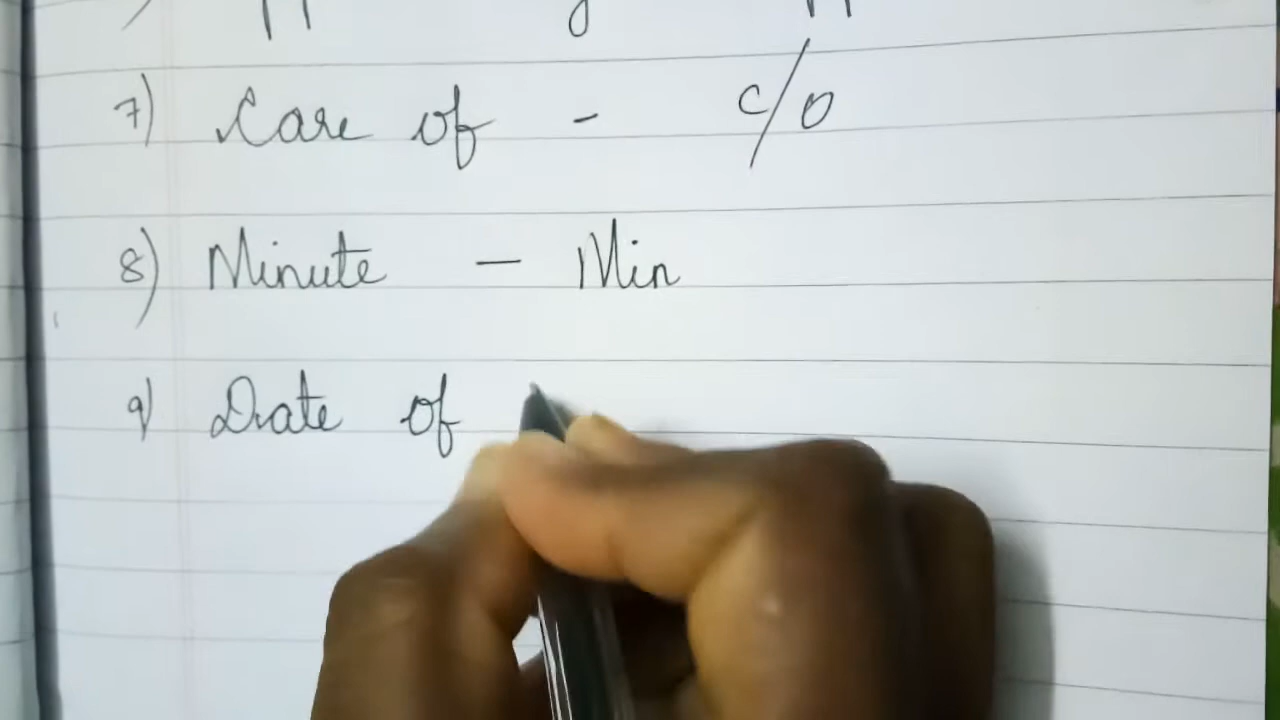 7) Care of - c/o
8) Minute - Min
9) Date of